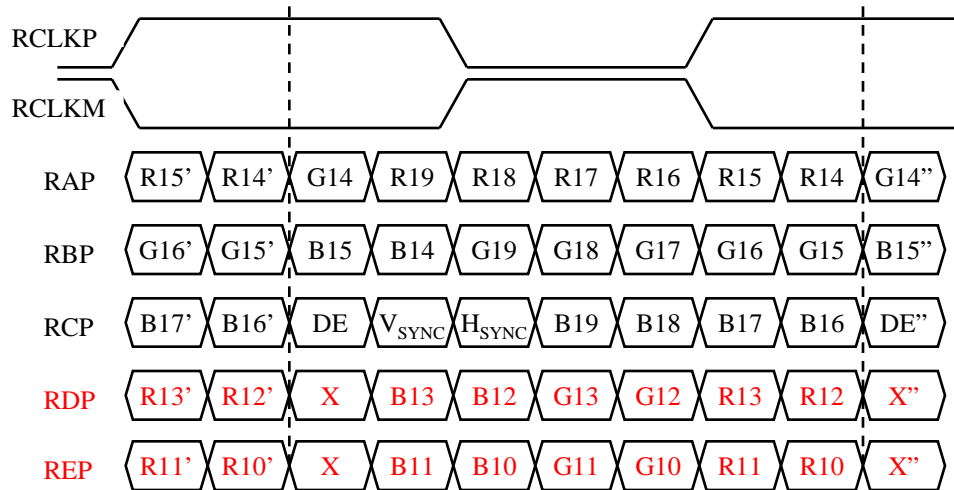 RCLKP
RCLKM
RAP R15’ R14’ G14 R19 R18 R17 R16 R15 R14 G14”
RBP G16’ G15’ B15 B14 G19 G18 G17 G16 G15 B15”
RCP B17’ B16’ DE VSYNC HSYNC B19 B18 B17 B16 DE”
RDP R13’ R12’ X B13 B12 G13 G12 R13 R12 X”
REP R11’ R10’ X B11 B10 G11 G10 R11 R10 X”